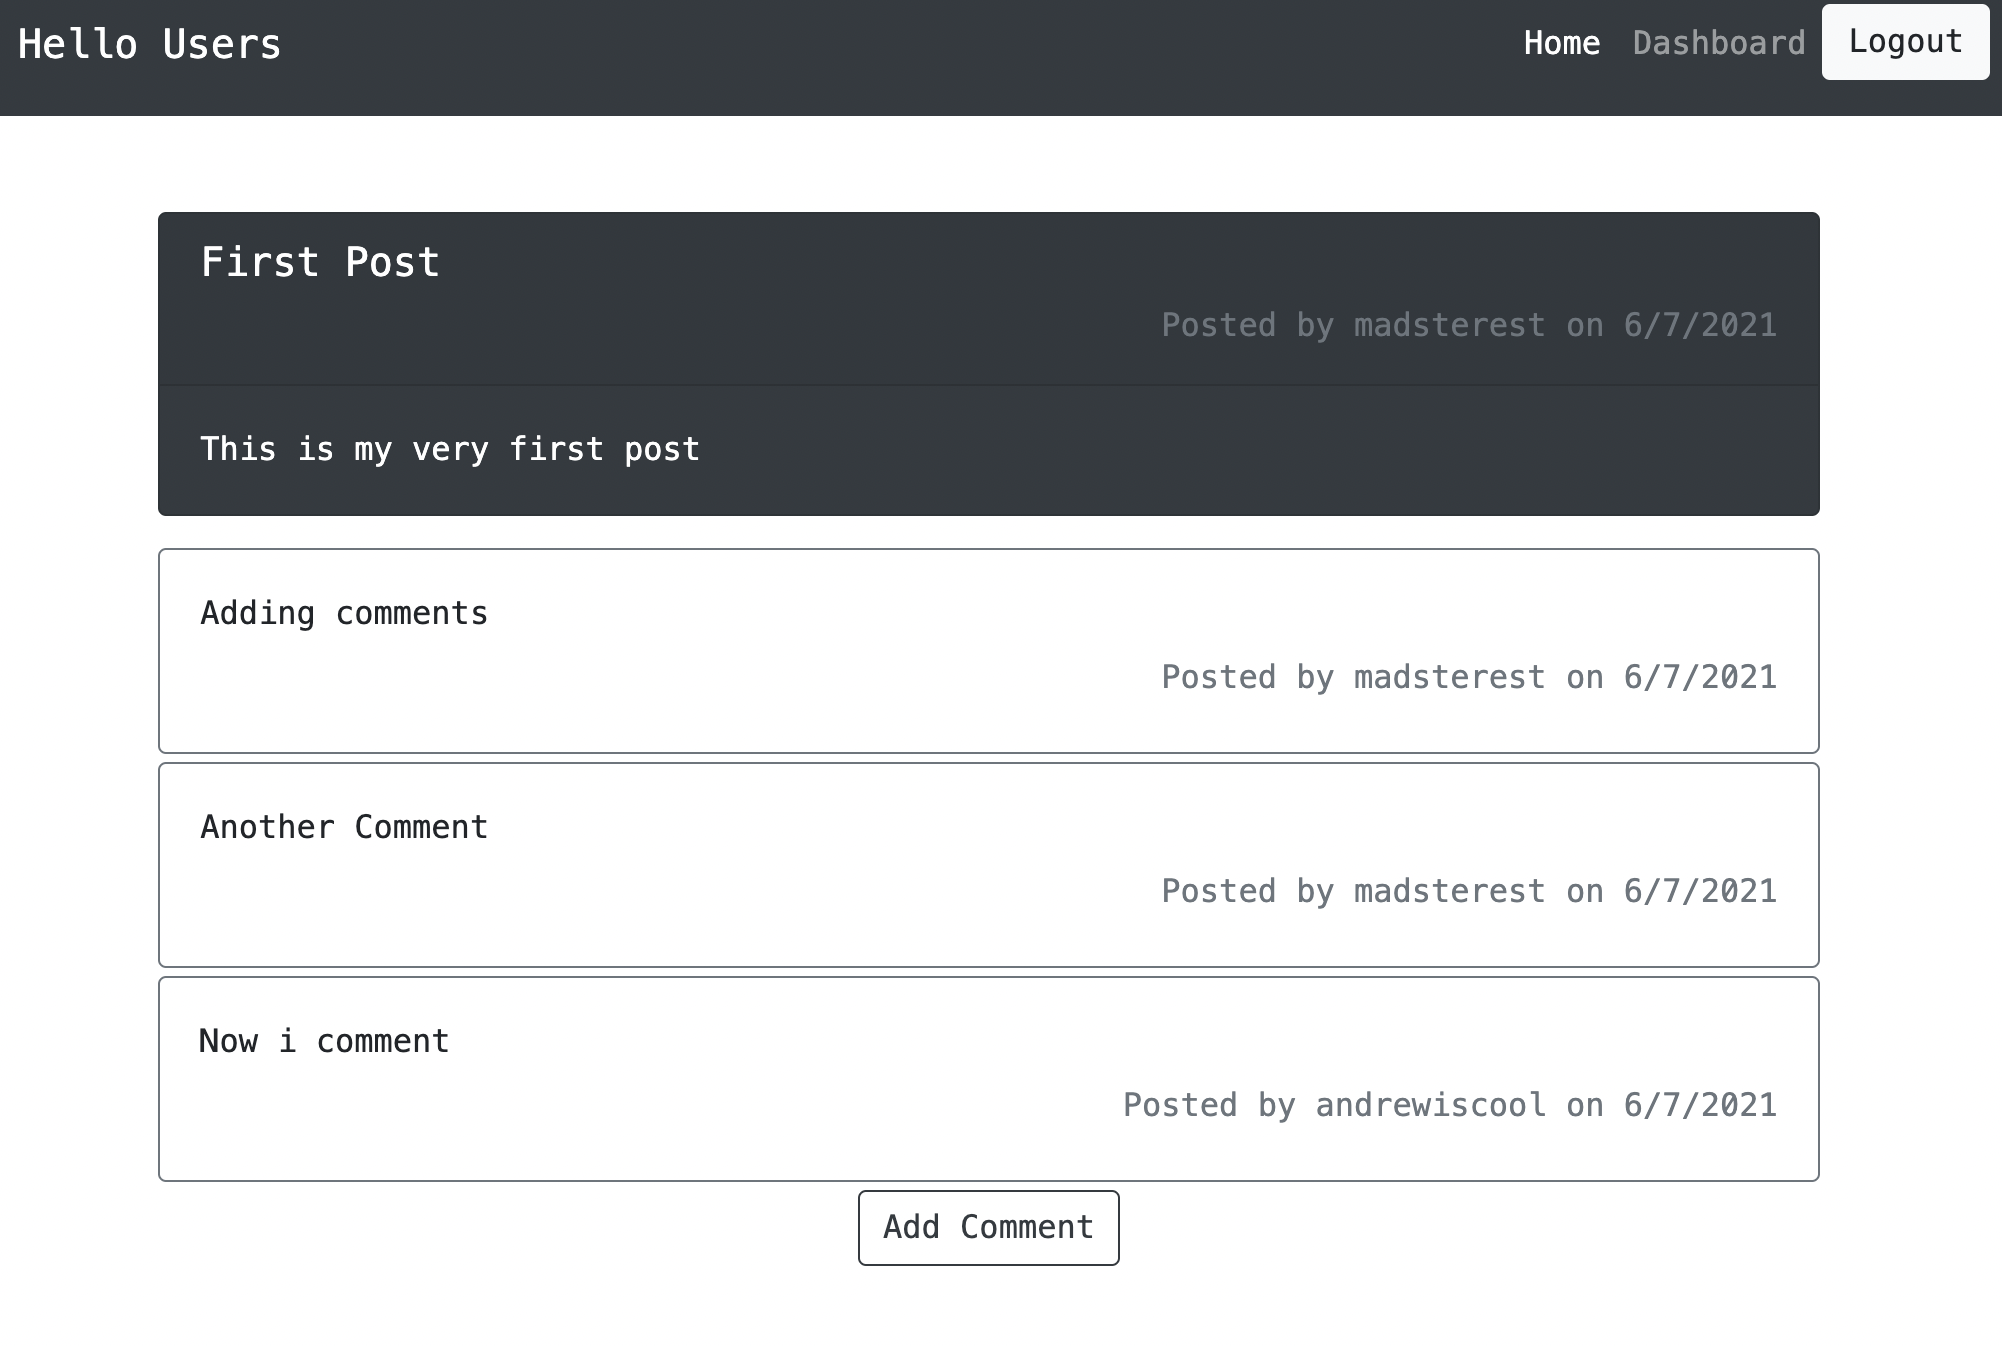 Hello Users
Home Dashboard Logout
First Post
Posted by madsterest on 6/7/2021
This is my very first post
Adding comments
Posted by madsterest on 6/7/2021
Another Comment
Posted by madsterest on 6/7/2021
Now i comment
Posted by andrewiscool on 6/7/2021
Add Comment